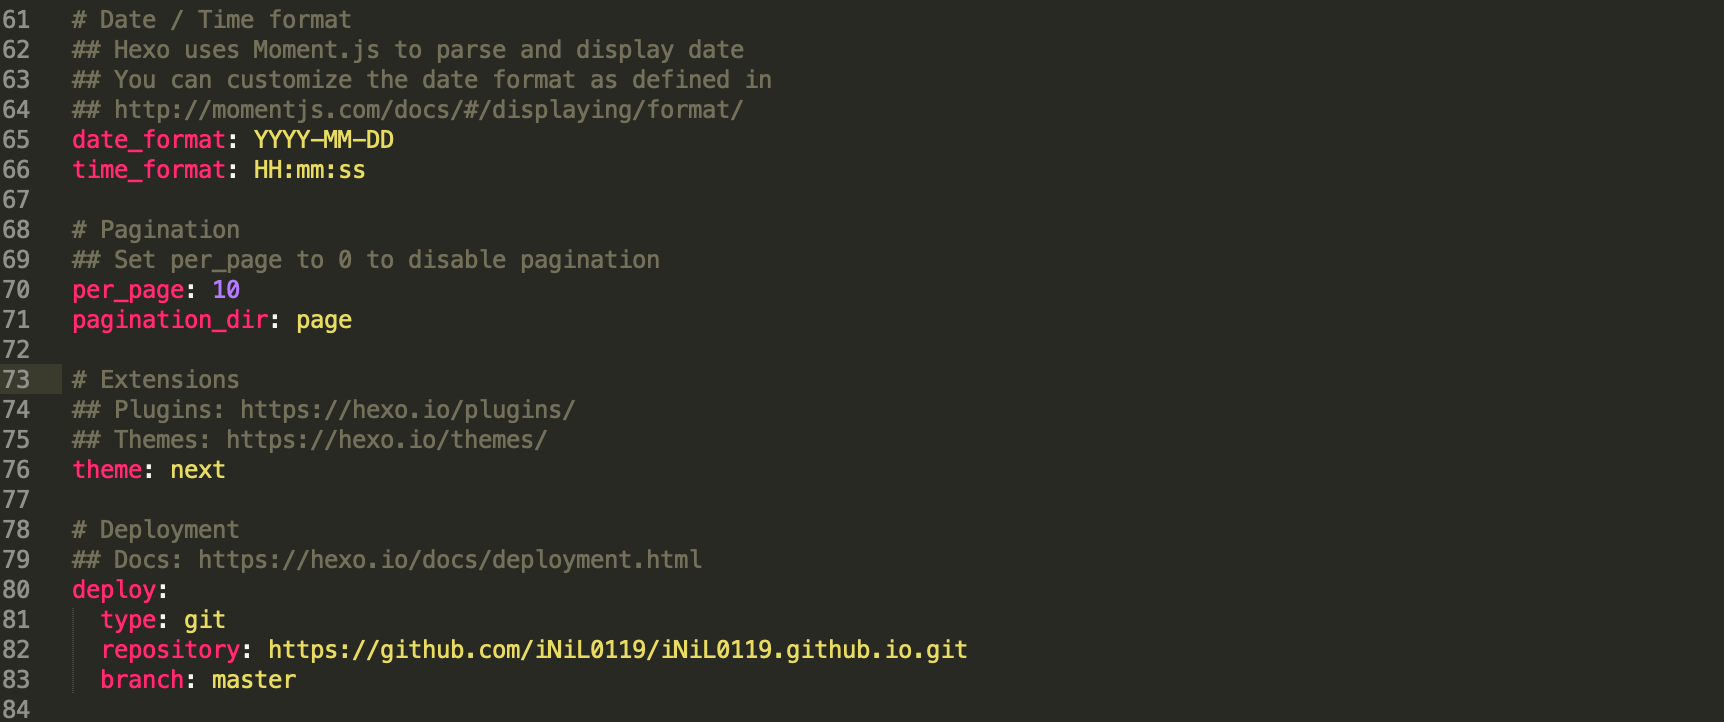 61 # Date / Time format
62 ## Hexo uses Moment.js to parse and display date
63 ## You can customize the date format as defined in
64 ## http://momentjs.com/docs/#/displaying/format/
65 date_format: YYYY-MM-DD
66 time_format: HH:mm:ss
67
68 # Pagination
69 ## Set per_page to 0 to disable pagination
70 per_page: 10
71 pagination_dir: page
72
73 # Extensions
74 ## Plugins: https://hexo.io/plugins/
75 ## Themes: https://hexo.io/themes/
76 theme: next
77
78 # Deployment
79 ## Docs: https://hexo.io/docs/deployment.html
80 deploy:
81   type: git
82   repository: https://github.com/iNiL0119/iNiL0119.github.io.git
83   branch: master
84